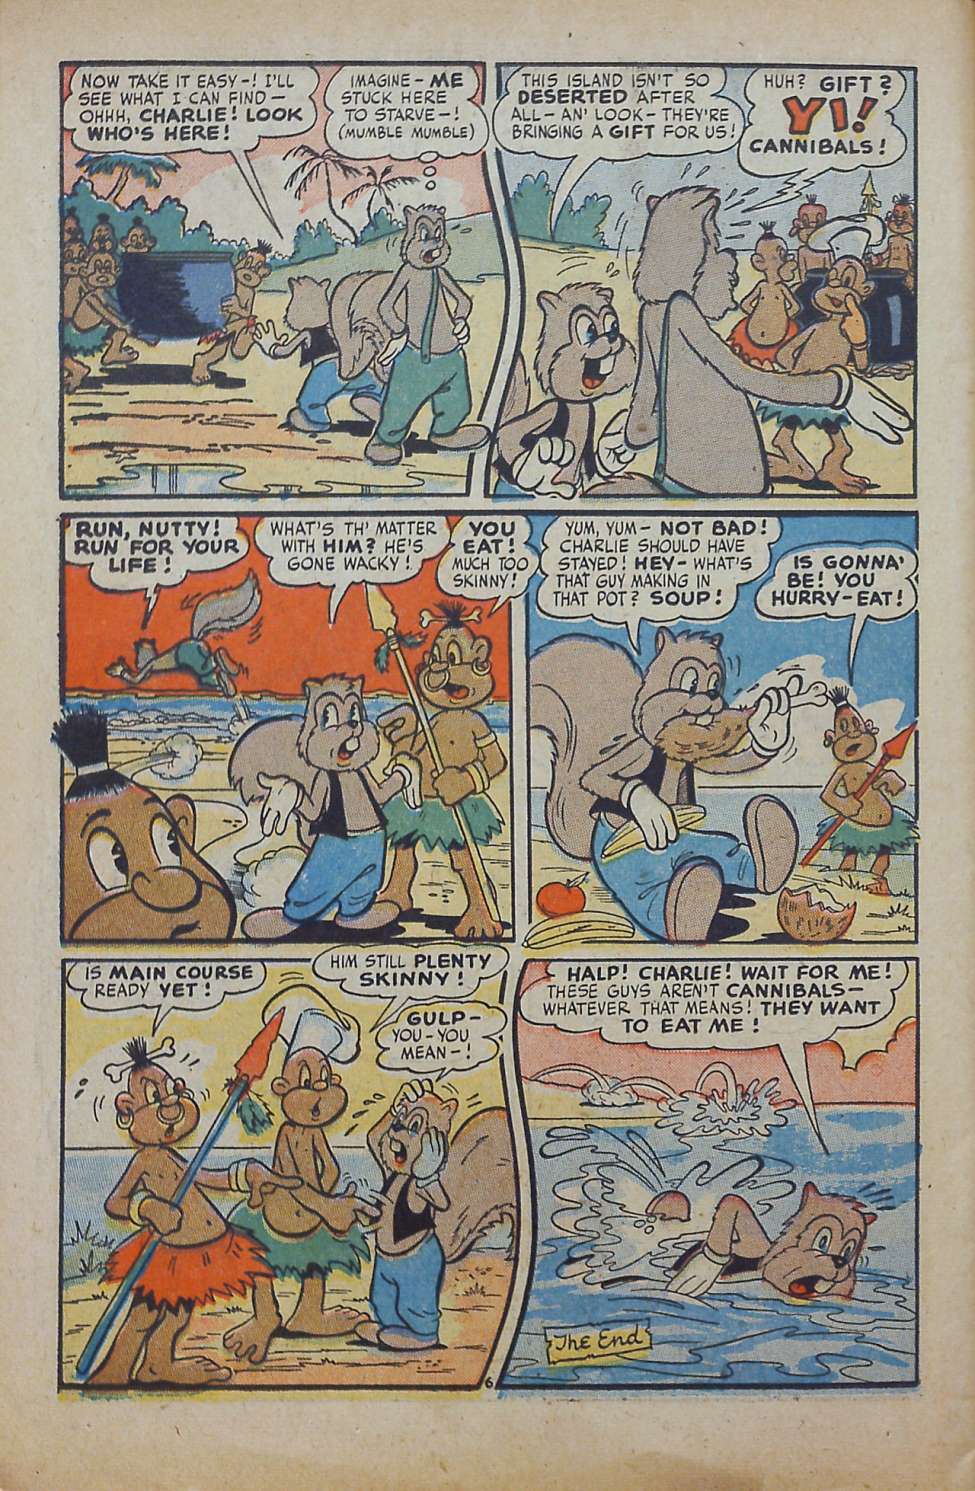 NOW TAKE IT EASY-! I'LL
SEE WHAT I CAN FIND-
OHHH, CHARLIE! LOOK
WHO'S HERE!
IMAGINE- ME
STUCK HERE
TO STARVE-!
(MUMBLE MUMBLE)
THIS ISLAND ISN'T SO
DESERTED AFTER
ALL- AN' LOOK- THEY'RE
BRINGING A GIFT FOR US!
HUH? GIFT?
YI!
CANNIBALS!
RUN, NUTTY!
RUN FOR YOUR
LIFE!
WHAT'S TH' MATTER
WITH HIM? HE'S
GONE WACKY!
YOU
EAT!
MUCH TOO
SKINNY!
YUM, YUM- NOT BAD!
CHARLIE SHOULD HAVE
STAYED! HEY- WHAT'S
THAT GUY MAKING IN
THAT POT? SOUP!
IS GONNA'
BE! YOU
HURRY-EAT!
IS MAIN COURSE
READY YET!
HIM STILL PLENTY
SKINNY!
GULP-
YOU-YOU
MEAN-!
HALP! CHARLIE! WAIT FOR ME!
THESE GUYS AREN'T CANNIBALS-
WHATEVER THAT MEANS! THEY WANT
TO EAT ME!
The End
6